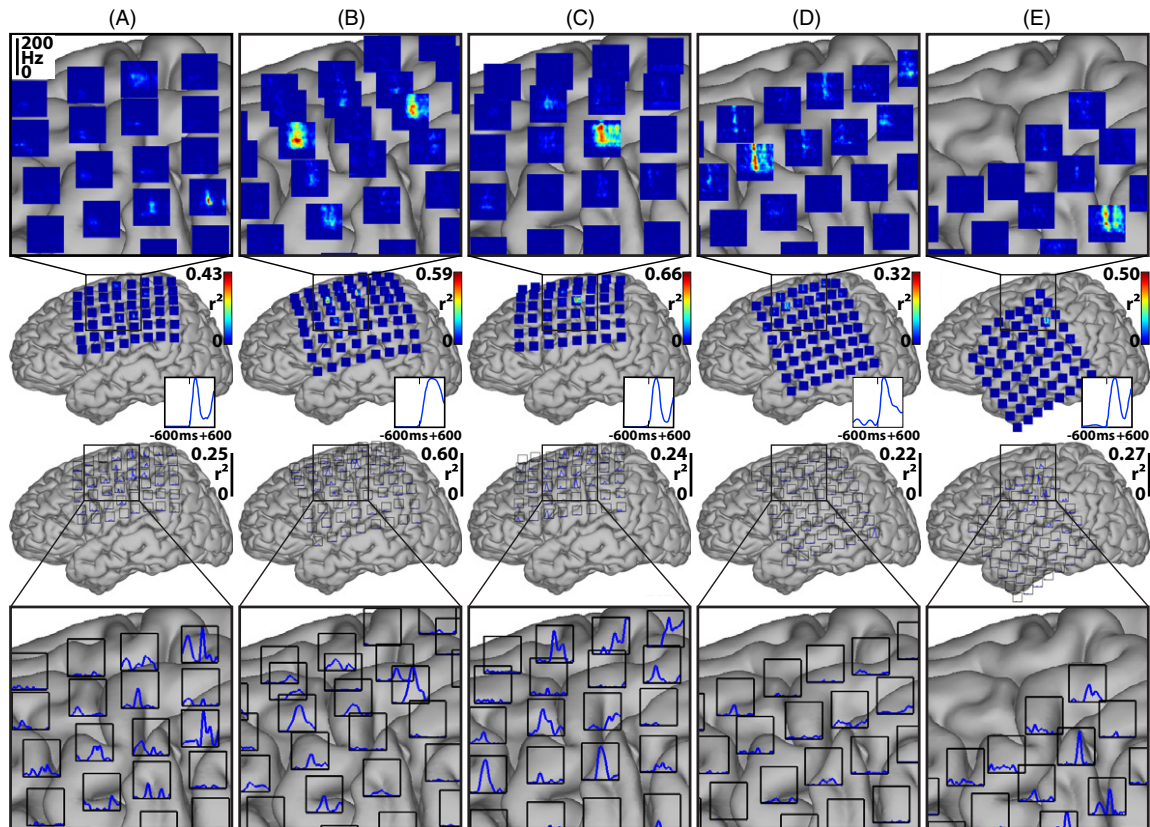 (A) (B) (C) (D) (E)
200
Hz
0
0.43 0.59 0.66 0.32 0.50
r² r² r² r² r²
0 0 0 0 0
-600ms+600 -600ms+600 -600ms+600 -600ms+600 -600ms+600
0.25 0.60 0.24 0.22 0.27
r² r² r² r² r²
0 0 0 0 0